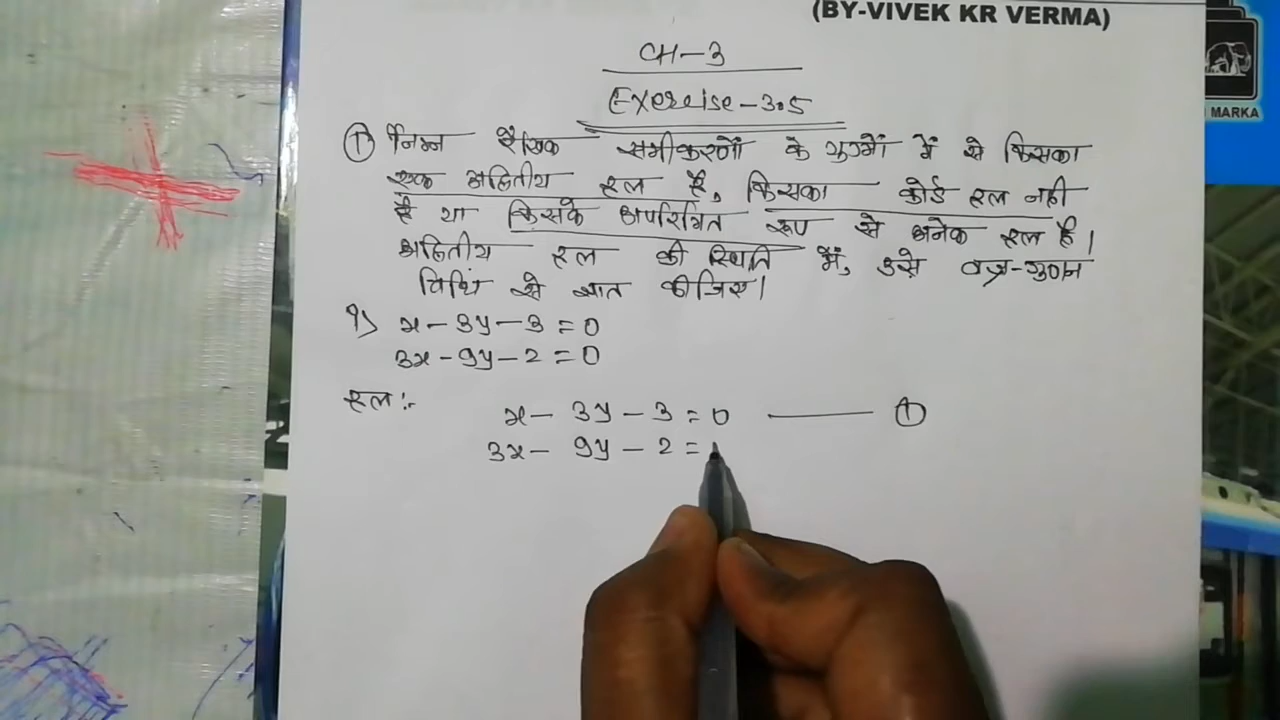 (BY-VIVEK KR VERMA)
CH-3
Exercise-3.5
① निम्न रैखिक समीकरणों के युग्मों में से किसका
एक अद्वितीय हल है, किसका कोई हल नही
है या किसके अपरिमित रूप से अनेक हल है।
अद्वितीय हल की स्थिति में, उसे वज्र-गुणन
विधि से ज्ञात कीजिए।
१) x - 3y - 3 = 0
3x - 9y - 2 = 0
हल :-
x - 3y - 3 = 0 ——— ①
3x - 9y - 2 =
MARKA